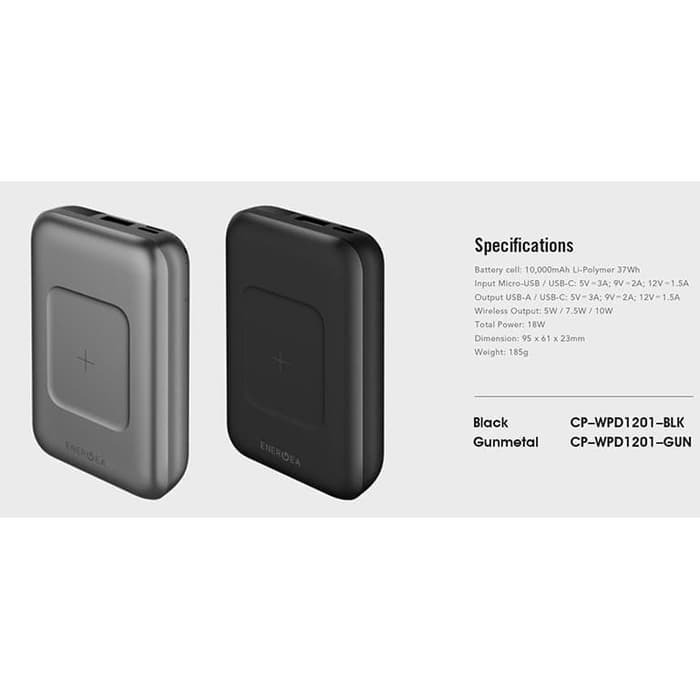 ENERGEA
ENERGEA
Specifications
Battery cell: 10,000mAh Li-Polymer 37Wh
Input Micro-USB / USB-C: 5V⎓3A; 9V⎓2A; 12V⎓1.5A
Output USB-A / USB-C: 5V⎓3A; 9V⎓2A; 12V⎓1.5A
Wireless Output: 5W / 7.5W / 10W
Total Power: 18W
Dimension: 95 x 61 x 23mm
Weight: 185g
Black CP-WPD1201-BLK
Gunmetal CP-WPD1201-GUN